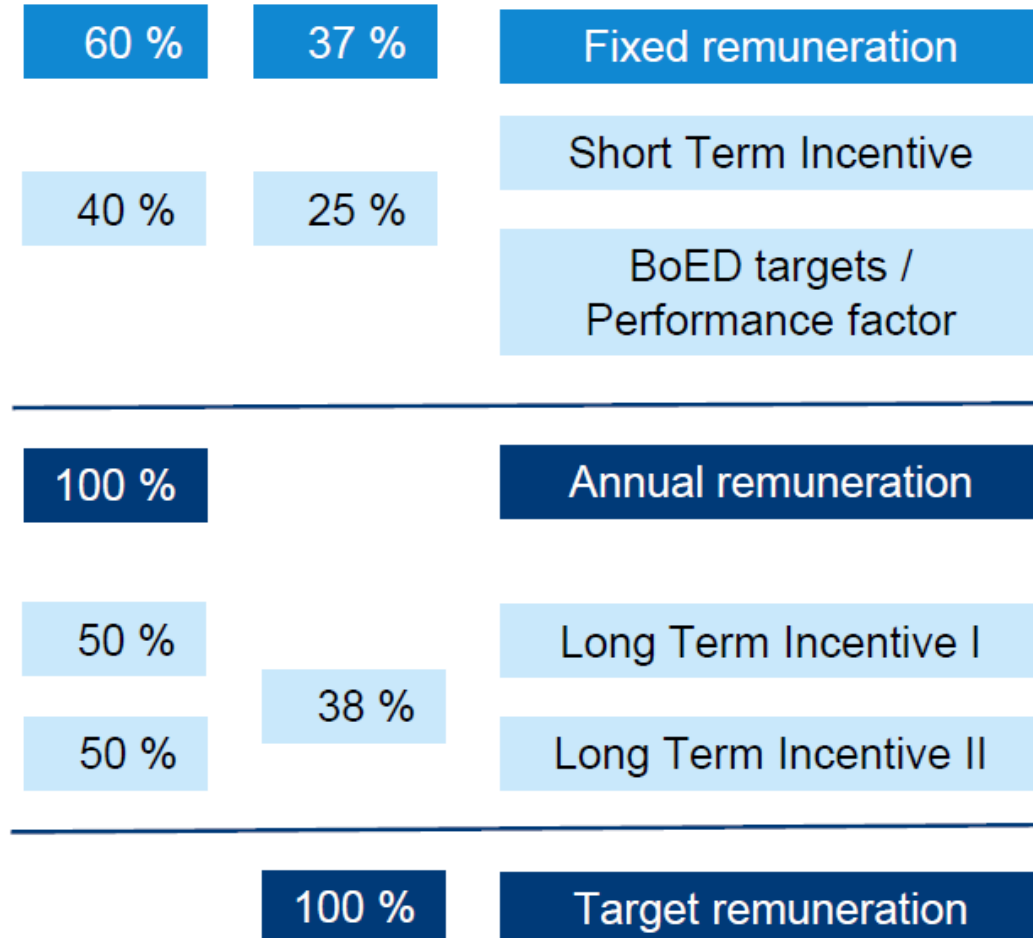 60 % 37 % Fixed remuneration
Short Term Incentive
40 % 25 %
BoED targets /
Performance factor
100 % Annual remuneration
50 % Long Term Incentive I
38 %
50 % Long Term Incentive II
100 % Target remuneration